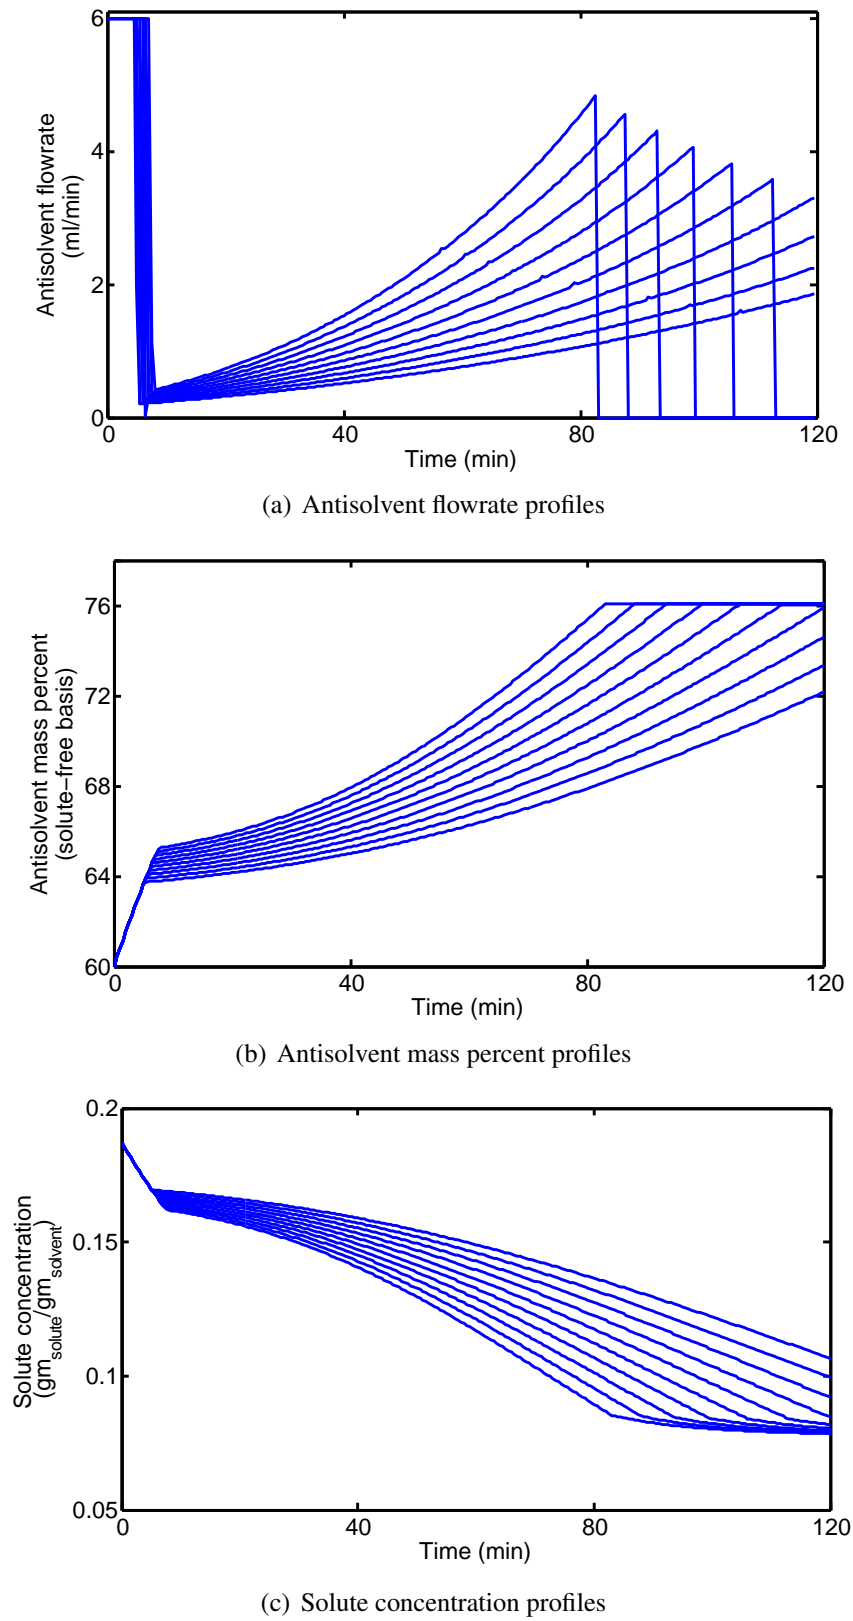 6
4
2
0
Antisolvent flowrate
(ml/min)
0 40 80 120
Time (min)
(a) Antisolvent flowrate profiles
76
72
68
64
60
Antisolvent mass percent
(solute−free basis)
0 40 80 120
Time (min)
(b) Antisolvent mass percent profiles
0.2
0.15
0.1
0.05
Solute concentration
(gm_solute/gm_solvent)
0 40 80 120
Time (min)
(c) Solute concentration profiles